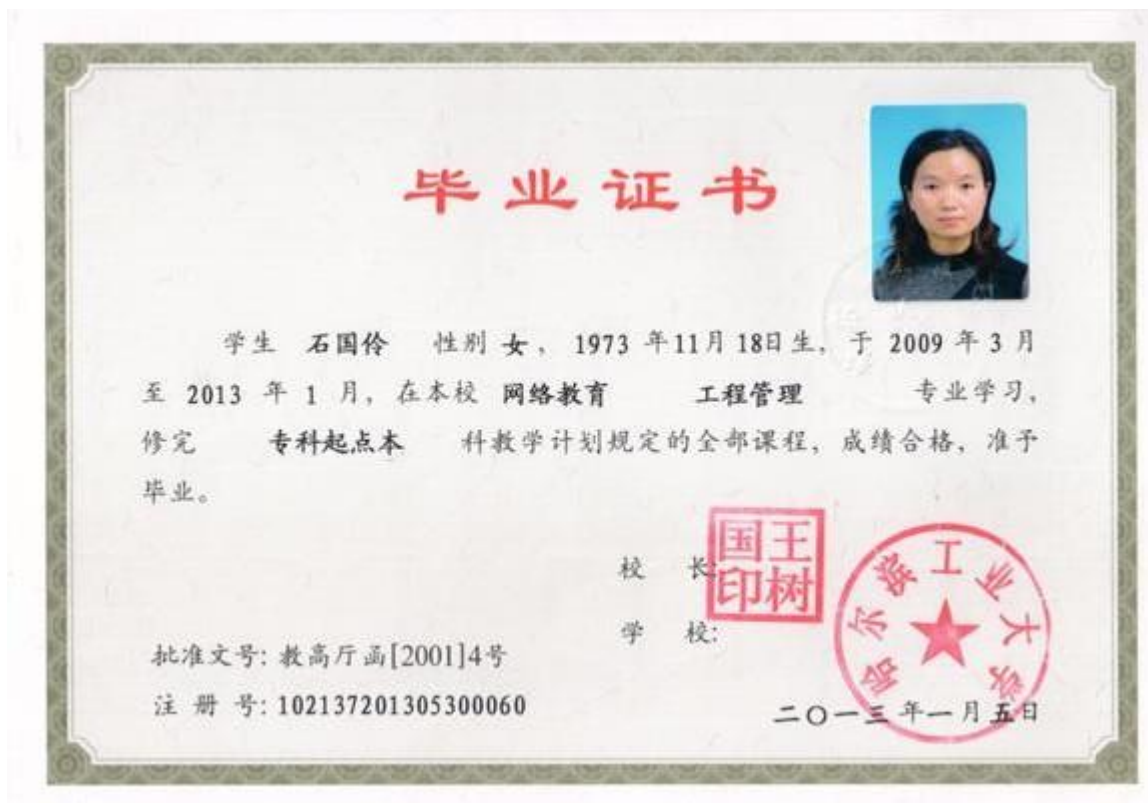 毕业证书
学生 石国伶 性别 女, 1973 年11月18日生, 于 2009 年 3 月
至 2013 年 1 月, 在本校 网络教育 工程管理 专业学习,
修完 专科起点本 科教学计划规定的全部课程, 成绩合格, 准予
毕业。
校 长:
国王
印树
学 校:
哈尔滨工业大学
批准文号: 教高厅函[2001]4号
注 册 号: 102137201305300060
二〇一三年一月五日